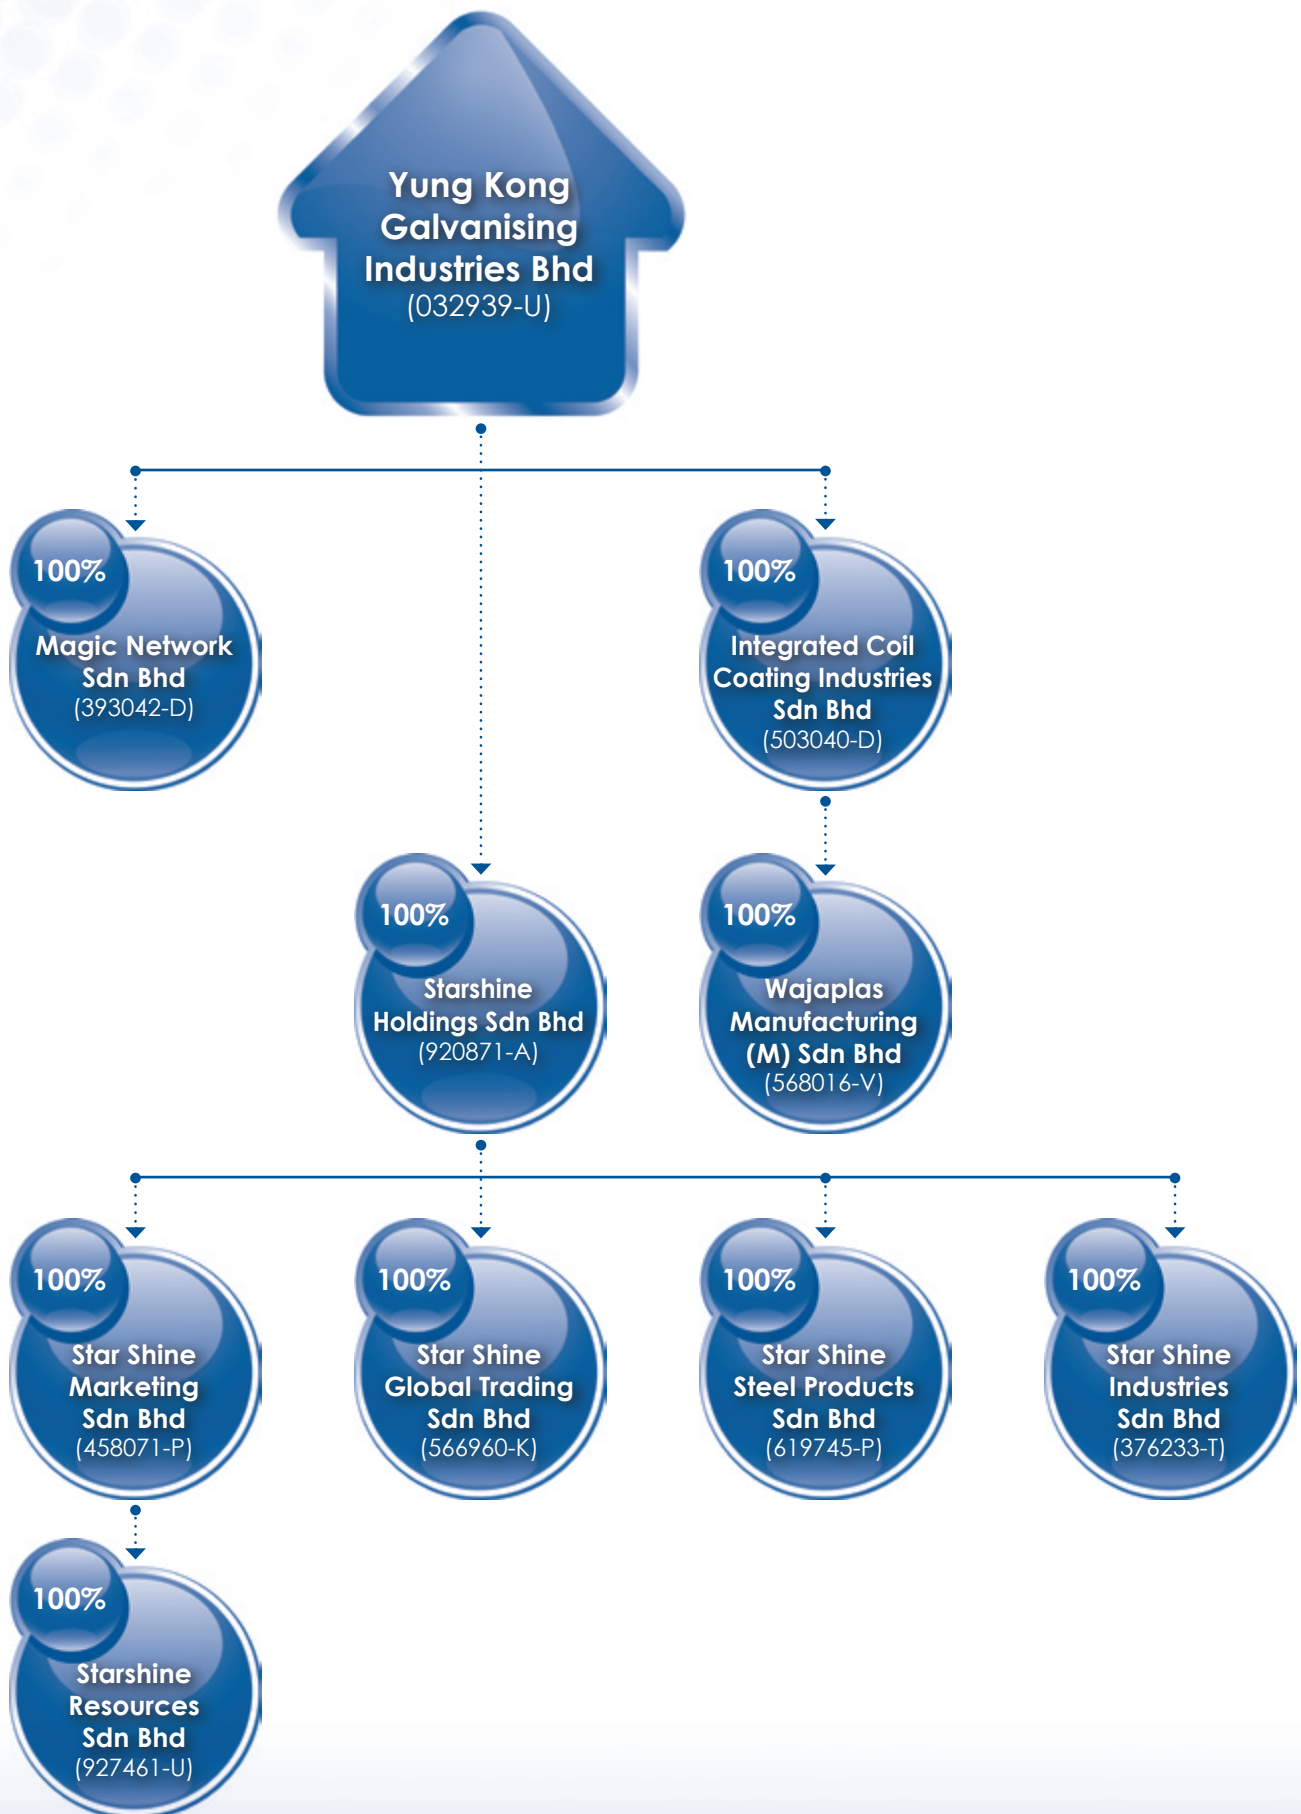 Yung Kong
Galvanising
Industries Bhd
(032939-U)
100%
Magic Network
Sdn Bhd
(393042-D)
100%
Integrated Coil
Coating Industries
Sdn Bhd
(503040-D)
100%
Starshine
Holdings Sdn Bhd
(920871-A)
100%
Wajaplas
Manufacturing
(M) Sdn Bhd
(568016-V)
100%
Star Shine
Marketing
Sdn Bhd
(458071-P)
100%
Star Shine
Global Trading
Sdn Bhd
(566960-K)
100%
Star Shine
Steel Products
Sdn Bhd
(619745-P)
100%
Star Shine
Industries
Sdn Bhd
(376233-T)
100%
Starshine
Resources
Sdn Bhd
(927461-U)